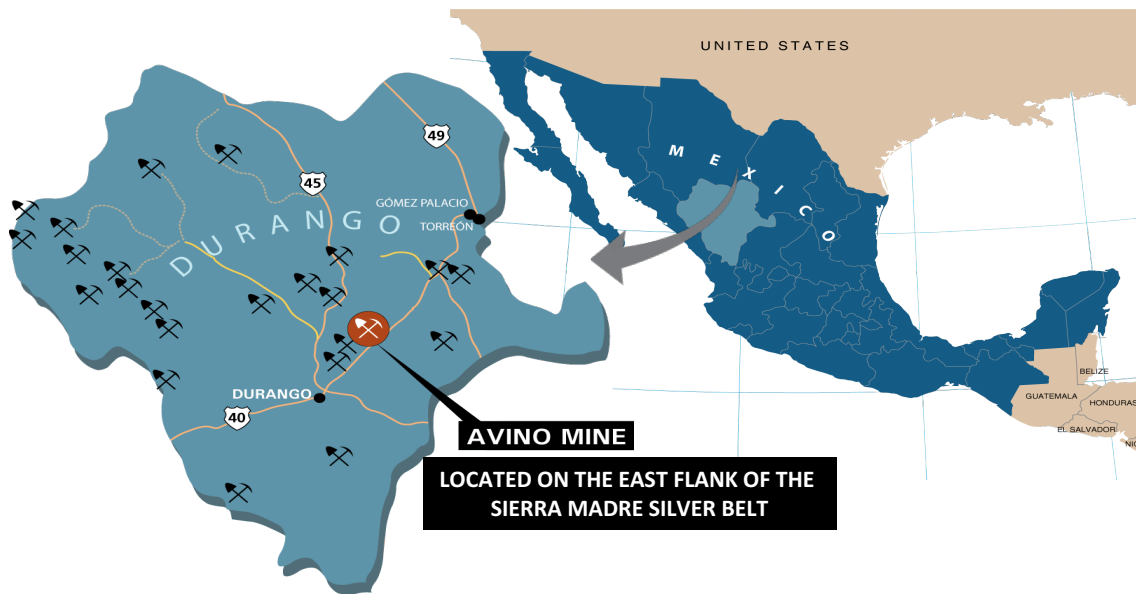 UNITED STATES
MEXICO
49
45
GÓMEZ PALACIO
TORREÓN
DURANGO
DURANGO
40
AVINO MINE
LOCATED ON THE EAST FLANK OF THE
SIERRA MADRE SILVER BELT
BELIZE
GUATEMALA
HONDURAS
EL SALVADOR
NIC